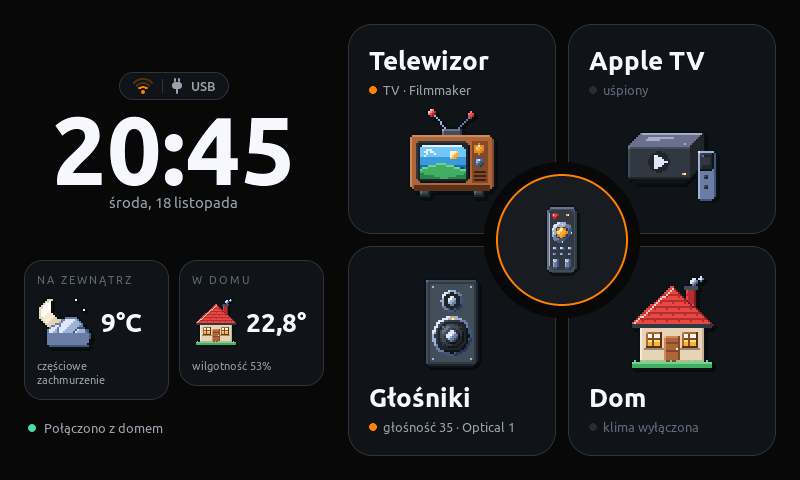 USB
20:45
środa, 18 listopada
NA ZEWNĄTRZ
9°C
częściowe
zachmurzenie
W DOMU
22,8°
wilgotność 53%
Połączono z domem
Telewizor
TV · Filmmaker
Apple TV
uśpiony
Głośniki
głośność 35 · Optical 1
Dom
klima wyłączona